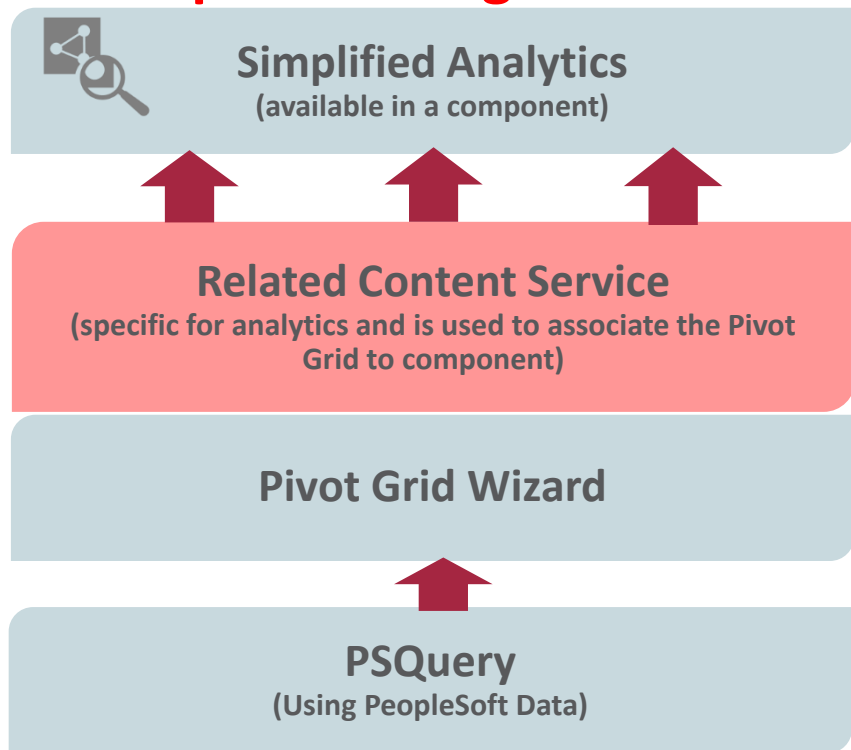 Simplified Analytics
(available in a component)
Related Content Service
(specific for analytics and is used to associate the Pivot
Grid to component)
Pivot Grid Wizard
PSQuery
(Using PeopleSoft Data)